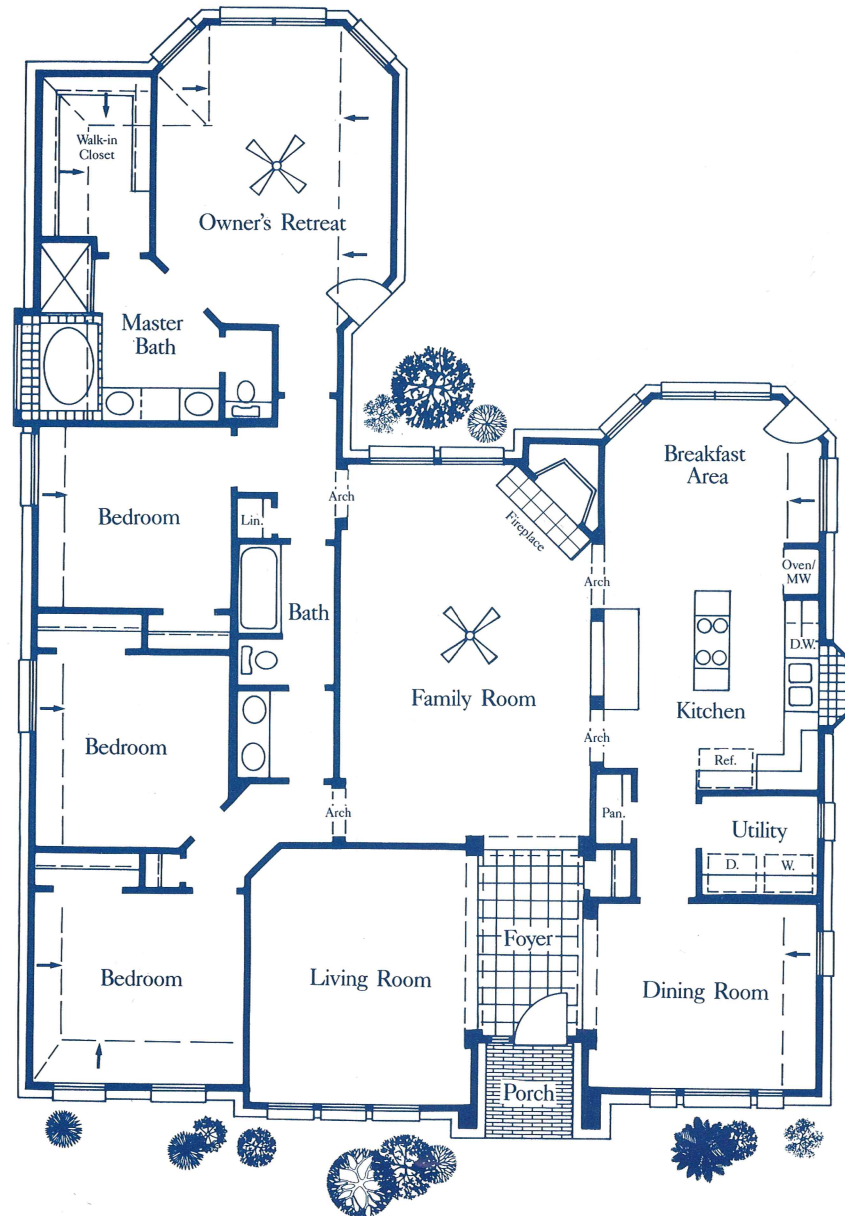 Walk-in
Closet
Owner's Retreat
Master
Bath
Breakfast
Area
Arch
Bedroom
Lin.
Fireplace
Oven/
MW
Arch
Bath
D.W.
Family Room
Kitchen
Bedroom
Arch
Ref.
Arch
Pan.
Utility
D.
W.
Foyer
Bedroom
Living Room
Dining Room
Porch